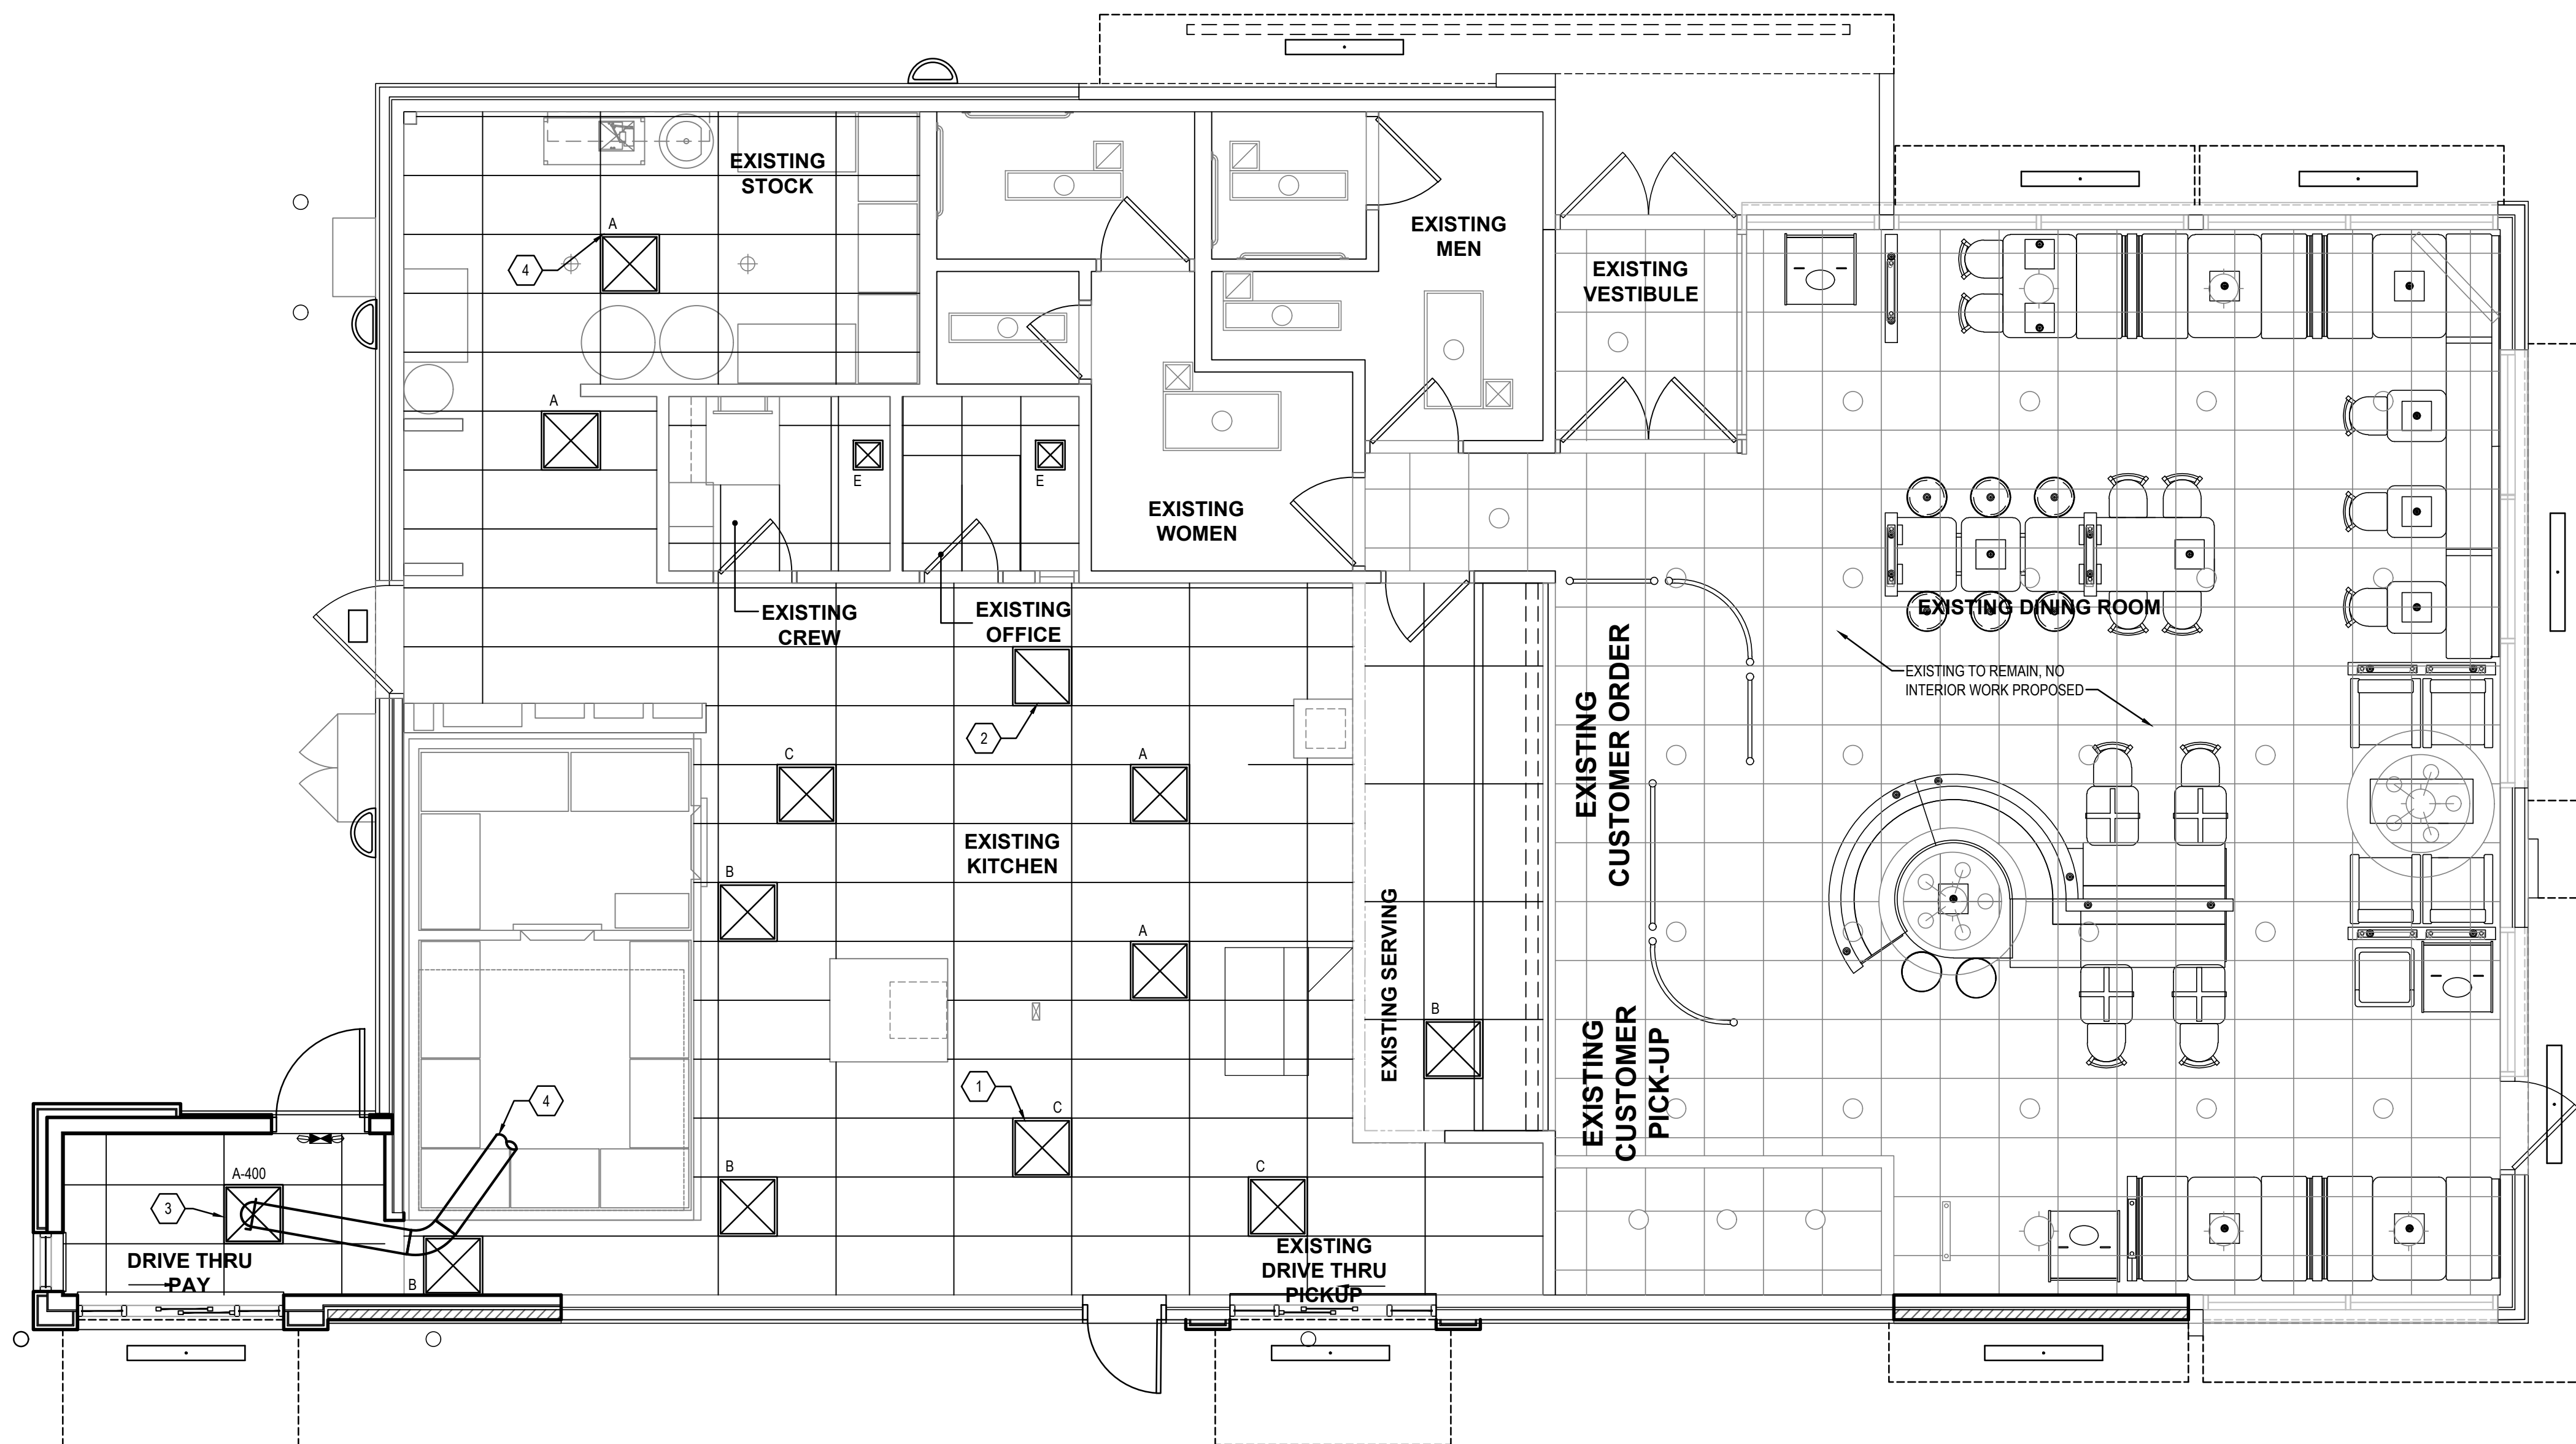 EXISTING
STOCK
A
4
EXISTING
MEN
EXISTING
VESTIBULE
A
E
E
EXISTING
WOMEN
EXISTING
CREW
EXISTING
OFFICE
EXISTING DINING ROOM
EXISTING TO REMAIN, NO
INTERIOR WORK PROPOSED
2
C
A
EXISTING
CUSTOMER ORDER
EXISTING
KITCHEN
B
A
EXISTING SERVING
B
EXISTING
CUSTOMER
PICK-UP
1
C
4
B
C
A-400
3
DRIVE THRU
PAY
B
EXISTING
DRIVE THRU
PICKUP